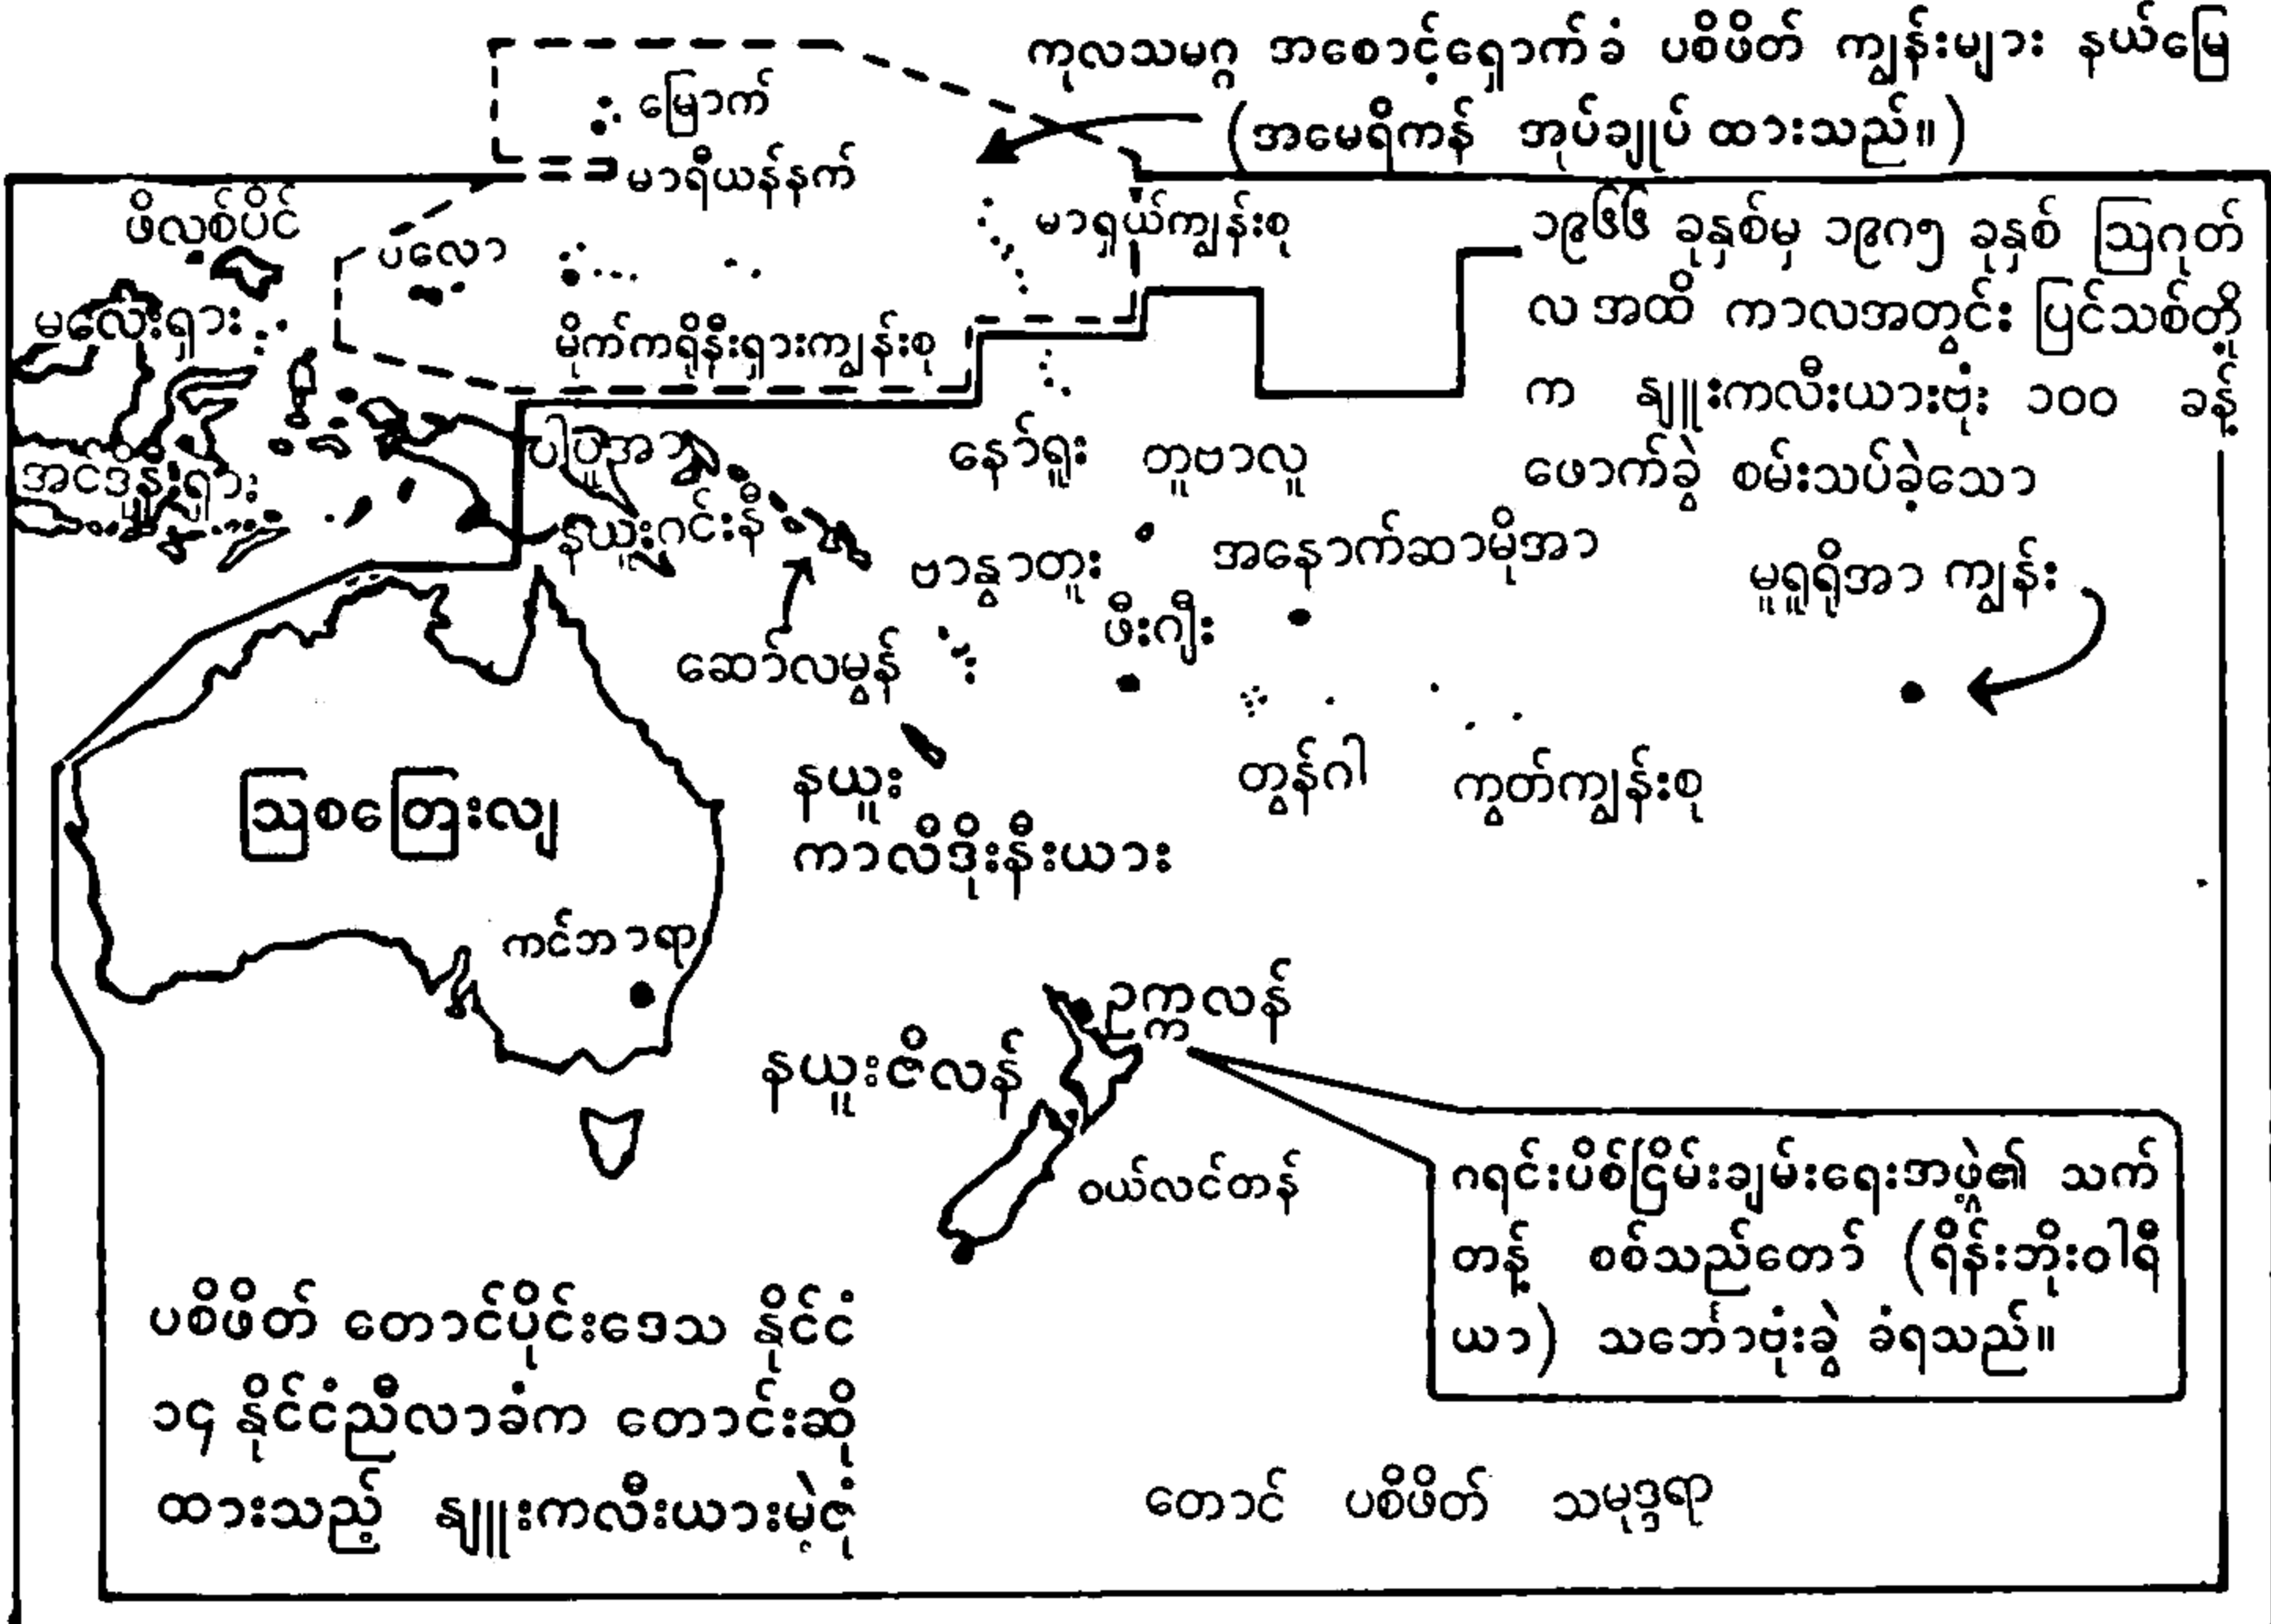 ကုလသမဂ္ဂ အစောင့်ရှောက်ခံ ပစိဖိတ် ကျွန်းများ နယ်မြေ
(အမေရိကန် အုပ်ချုပ်ထားသည်။)
မြောက်
မာရီယန်နက်
ဖိလစ်ပိုင်
ပလော
မာရှယ်ကျွန်းစု
မလေးရှား
မိုက်ကရိုနီးရှားကျွန်းစု
၁၉၆၆ ခုနှစ်မှ ၁၉၈၅ ခုနှစ် ဩဂုတ်
လအထိ ကာလအတွင်း ပြင်သစ်တို့
က နျူးကလီးယားဗုံး ၁၀၀ ခန့်
ဖောက်ခွဲ စမ်းသပ်ခဲ့သော
မူရူရိုအာ ကျွန်း
အင်ဒိုနီးရှား
ပါပူအာ
နယူးဂင်းနီ
နော်ရူး
တူဗာလူ
ဗာနွာတူး
အနောက်ဆာမိုအာ
ဖီးဂျီး
ဆော်လမွန်
နယူး
ကာလီဒိုးနီးယား
တွန်ဂါ
ကွတ်ကျွန်းစု
ဩစတြေးလျ
ကင်ဘာရာ
ဥက္ကလန်
နယူးဇီလန်
ဝယ်လင်တန်
ဂရင်းပိစ်ငြိမ်းချမ်းရေးအဖွဲ့၏ သက်
တန့် စစ်သည်တော် (ရိန်းဘိုးဝါရီ
ယာ) သင်္ဘောဗုံးခွဲ ခံရသည်။
ပစိဖိတ် တောင်ပိုင်းဒေသ နိုင်ငံ
၁၄ နိုင်ငံညီလာခံက တောင်းဆို
ထားသည့် နျူးကလီးယားမဲ့ဇုံ
တောင် ပစိဖိတ် သမုဒ္ဒရာ